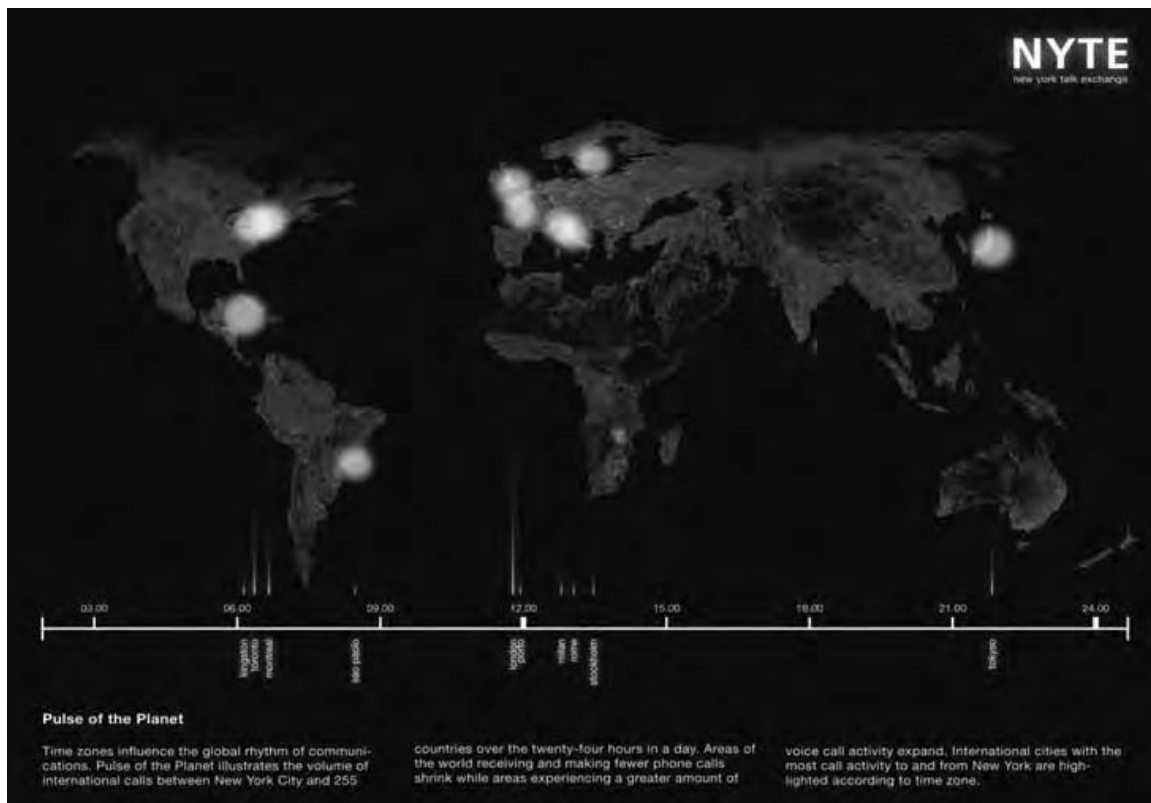 NYTE
new york talk exchange
03.00 06.00 09.00 12.00 15.00 18.00 21.00 24.00
kingston
toronto
montreal
sao paolo
london
porto
milan
rome
stockholm
tokyo
Pulse of the Planet
Time zones influence the global rhythm of communi-
cations. Pulse of the Planet illustrates the volume of
international calls between New York City and 255
countries over the twenty-four hours in a day. Areas of
the world receiving and making fewer phone calls
shrink while areas experiencing a greater amount of
voice call activity expand. International cities with the
most call activity to and from New York are high-
lighted according to time zone.